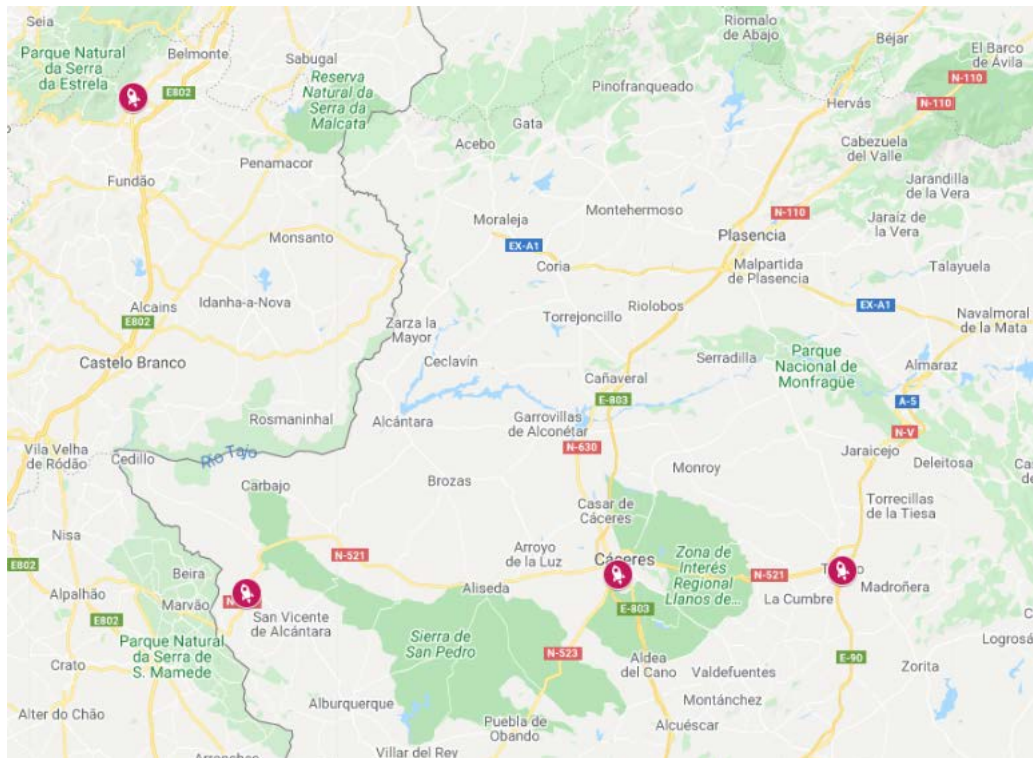 Seia
Parque Natural
da Serra
da Estrela
Belmonte
Sabugal
Reserva
Natural da
Serra da
Malcata
Riomalo
de Abajo
Béjar
El Barco
de Ávila
N-110
N-110
E802
Pinofranqueado
Hervás
Gata
Acebo
Cabezuela
del Valle
Penamacor
Fundão
Jarandilla
de la Vera
Moraleja
Montehermoso
N-110
Jaraíz de
la Vera
Monsanto
Plasencia
EX-A1
Coria
Malpartida
de Plasencia
Talayuela
Alcains
Idanha-a-Nova
Riolobos
EX-A1
E802
Zarza la
Mayor
Torrejoncillo
Navalmoral
de la Mata
Castelo Branco
Ceclavín
Serradilla
Parque
Nacional de
Monfragüe
Almaraz
Cañaveral
E-803
A-5
Rosmaninhal
Alcántara
Garrovillas
de Alconétar
N-V
Vila Velha
de Ródão
Cedillo
Río Tajo
N-630
Jaraicejo
Deleitosa
Carbajo
Brozas
Monroy
Casar de
Cáceres
Torrecillas
de la Tiesa
Nisa
N-521
Arroyo
de la Luz
Cáceres
Zona de
Interés
Regional
Llanos de...
N-521
E802
Beira
Alpalhão
Marvão
Aliseda
La Cumbre
Madroñera
E802
San Vicente
de Alcántara
E-803
Parque Natural
da Serra de
S. Mamede
Sierra de
San Pedro
N-523
Aldea
del Cano
Valdefuentes
E-90
Zorita
Crato
Alburquerque
Montánchez
Alter do Chão
Puebla de
Obando
Alcuéscar
Villar del Rey